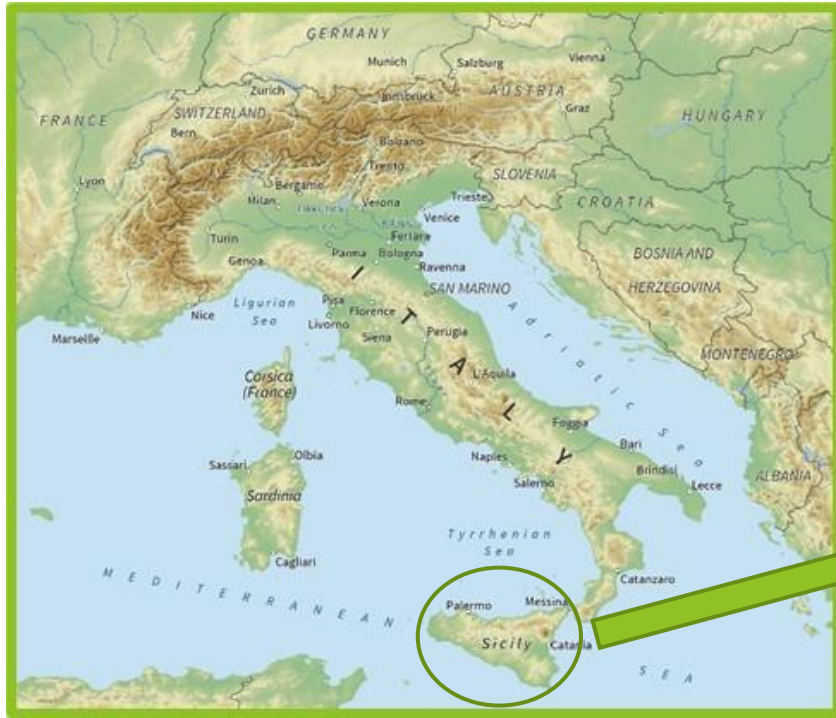 GERMANY
Munich
Salzburg
Vienna
Zurich
Innsbruck
AUSTRIA
Graz
FRANCE
SWITZERLAND
Bern
HUNGARY
Bolzano
Trento
SLOVENIA
Lyon
Bergamo
Milan
Verona
Trieste
CROATIA
Venice
Turin
Ferrara
Parma
Bologna
BOSNIA AND
HERZEGOVINA
Genoa
Ravenna
SAN MARINO
Nice
Ligurian
Sea
Pisa
Florence
Livorno
Siena
Perugia
Marseille
Adriatic Sea
MONTENEGRO
ITALY
Corsica
(France)
L'Aquila
Rome
Foggia
Bari
Sassari
Olbia
Naples
Brindisi
Lecce
ALBANIA
Salerno
Sardinia
Tyrrhenian
Sea
Cagliari
Catanzaro
MEDITERRANEAN
SEA
Palermo
Messina
Sicily
Catania